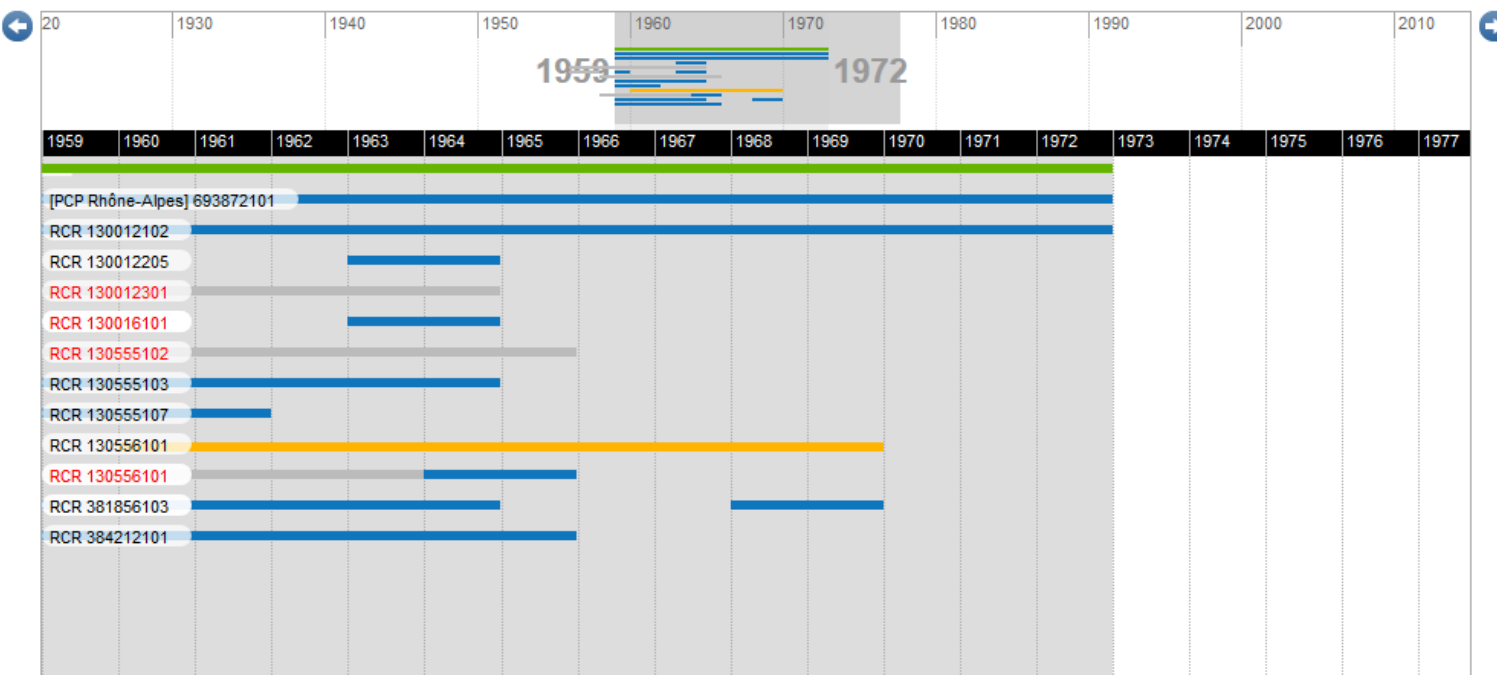 20 1930 1940 1950 1960 1970 1980 1990 2000 2010
1959 1972
1959 1960 1961 1962 1963 1964 1965 1966 1967 1968 1969 1970 1971 1972 1973 1974 1975 1976 1977
[PCP Rhône-Alpes] 693872101
RCR 130012102
RCR 130012205
RCR 130012301
RCR 130016101
RCR 130555102
RCR 130555103
RCR 130555107
RCR 130556101
RCR 130556101
RCR 381856103
RCR 384212101